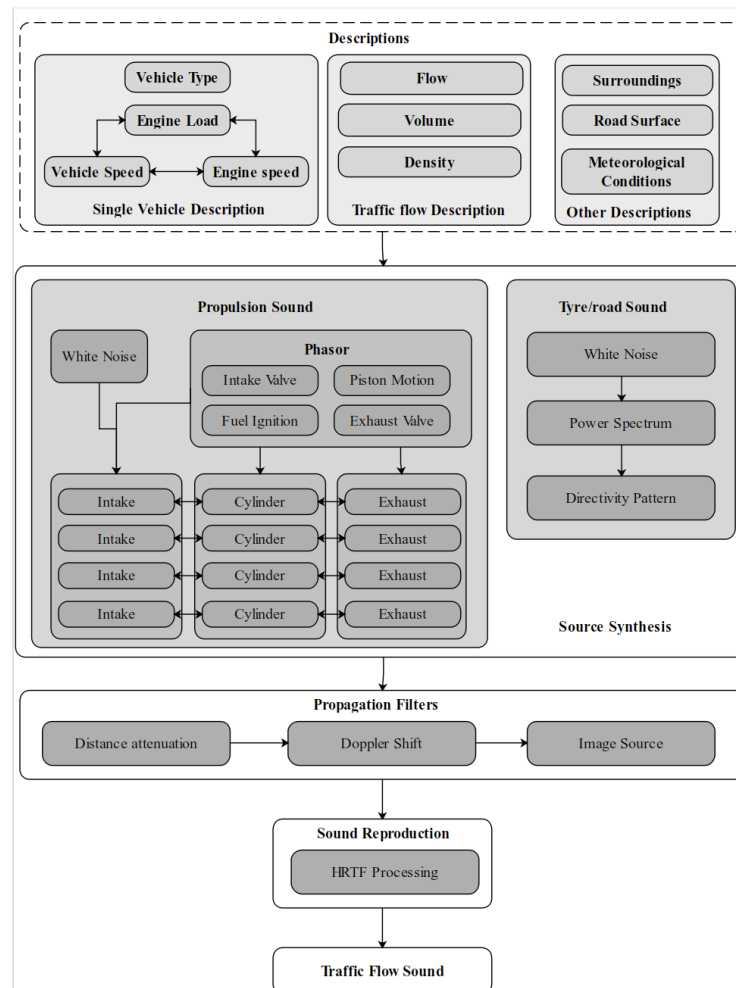 Descriptions
Vehicle Type
Engine Load
Vehicle Speed
Engine speed
Single Vehicle Description
Flow
Volume
Density
Traffic flow Description
Surroundings
Road Surface
Meteorological
Conditions
Other Descriptions
Propulsion Sound
White Noise
Phasor
Intake Valve
Piston Motion
Fuel Ignition
Exhaust Valve
Intake
Cylinder
Exhaust
Intake
Cylinder
Exhaust
Intake
Cylinder
Exhaust
Intake
Cylinder
Exhaust
Tyre/road Sound
White Noise
Power Spectrum
Directivity Pattern
Source Synthesis
Propagation Filters
Distance attenuation
Doppler Shift
Image Source
Sound Reproduction
HRTF Processing
Traffic Flow Sound